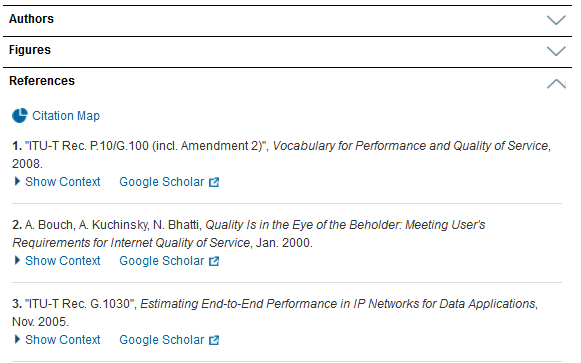 Authors
Figures
References
Citation Map
1. "ITU-T Rec. P.10/G.100 (incl. Amendment 2)", Vocabulary for Performance and Quality of Service,
2008.
Show Context Google Scholar
2. A. Bouch, A. Kuchinsky, N. Bhatti, Quality Is in the Eye of the Beholder: Meeting User's
Requirements for Internet Quality of Service, Jan. 2000.
Show Context Google Scholar
3. "ITU-T Rec. G.1030", Estimating End-to-End Performance in IP Networks for Data Applications,
Nov. 2005.
Show Context Google Scholar